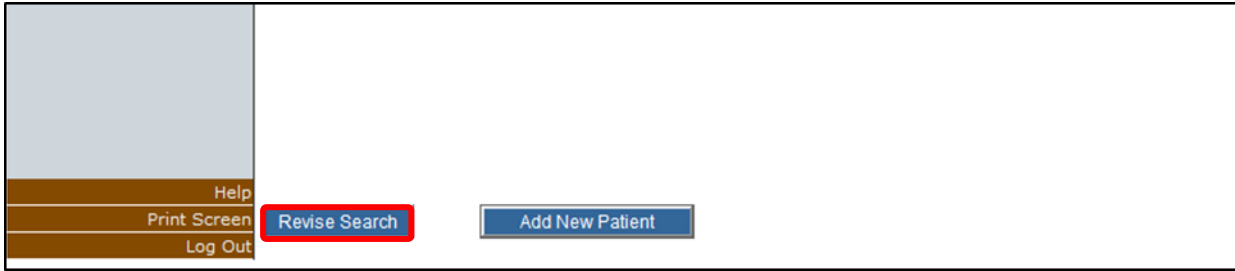 Help
Print Screen
Revise Search
Add New Patient
Log Out